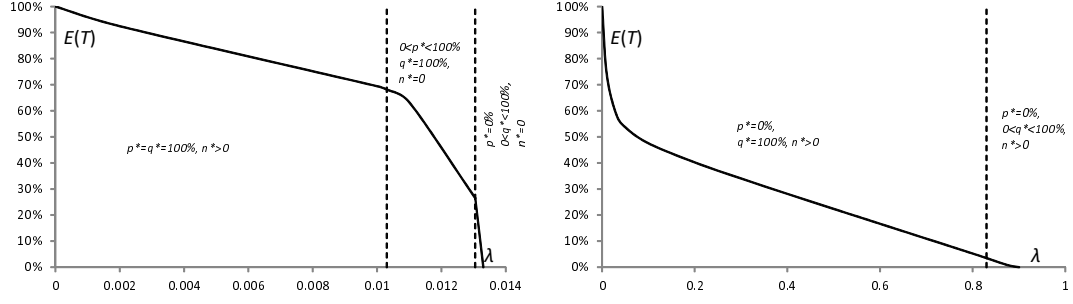 100%
90%
80%
70%
60%
50%
40%
30%
20%
10%
0%
E(T)
0<p*<100%
q*=100%,
n*=0
p*=0%
0<q*<100%,
n*=0
p*=q*=100%, n*>0
λ
0
0.002
0.004
0.006
0.008
0.01
0.012
0.014
100%
90%
80%
70%
60%
50%
40%
30%
20%
10%
0%
E(T)
p*=0%,
q*=100%, n*>0
p*=0%,
0<q*<100%,
n*>0
λ
0
0.2
0.4
0.6
0.8
1